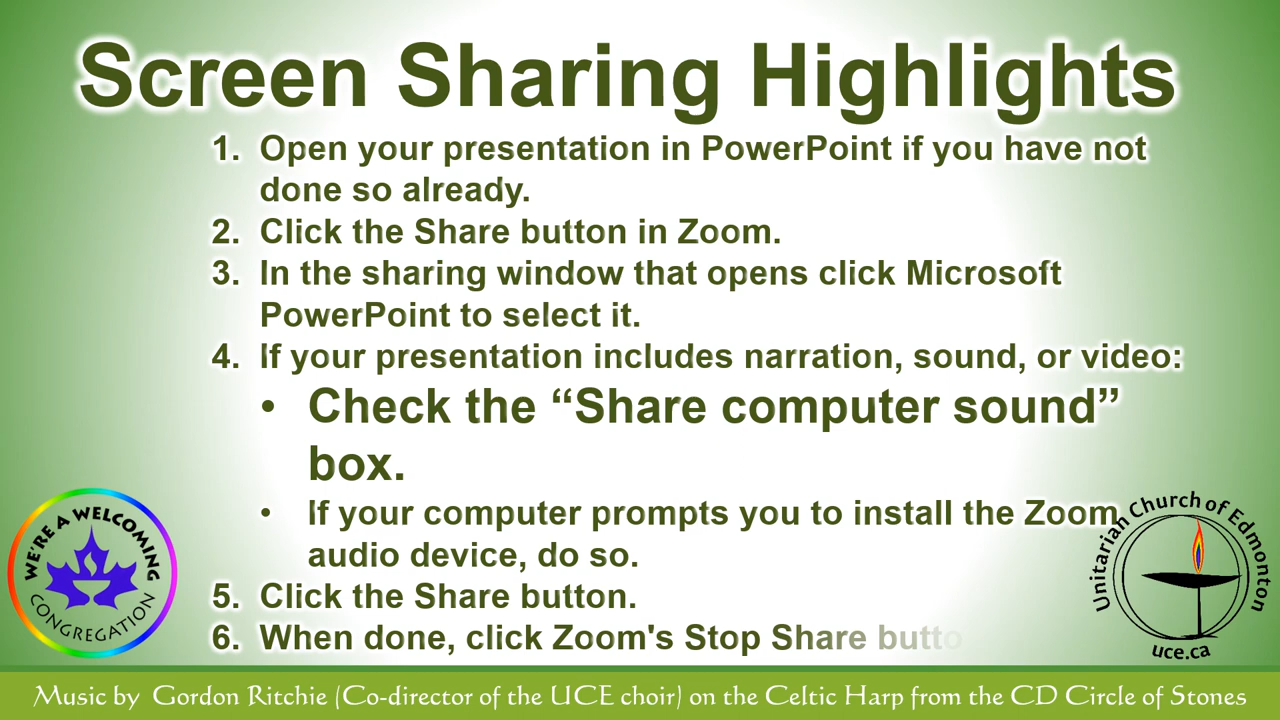 Screen Sharing Highlights
1. Open your presentation in PowerPoint if you have not
done so already.
2. Click the Share button in Zoom.
3. In the sharing window that opens click Microsoft
PowerPoint to select it.
4. If your presentation includes narration, sound, or video:
• Check the “Share computer sound”
box.
• If your computer prompts you to install the Zoom
audio device, do so.
5. Click the Share button.
6. When done, click Zoom's Stop Share butto
WE'RE A WELCOMING
CONGREGATION
Unitarian Church of Edmonton
uce.ca
Music by Gordon Ritchie (Co-director of the UCE choir) on the Celtic Harp from the CD Circle of Stones